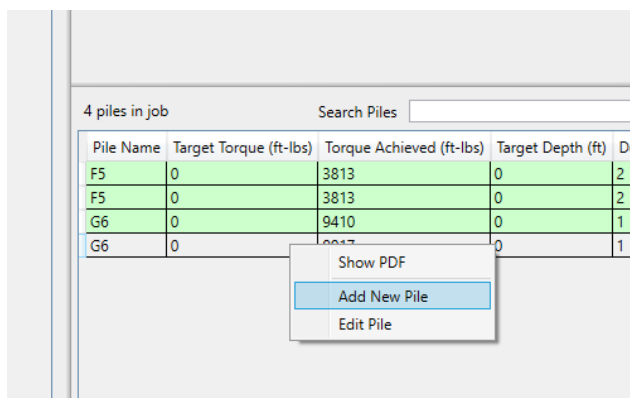 4 piles in job Search Piles
Pile Name Target Torque (ft-lbs) Torque Achieved (ft-lbs) Target Depth (ft) D
F5 0 3813 0 2
F5 0 3813 0 2
G6 0 9410 0 1
G6 0 0 1
Show PDF
Add New Pile
Edit Pile